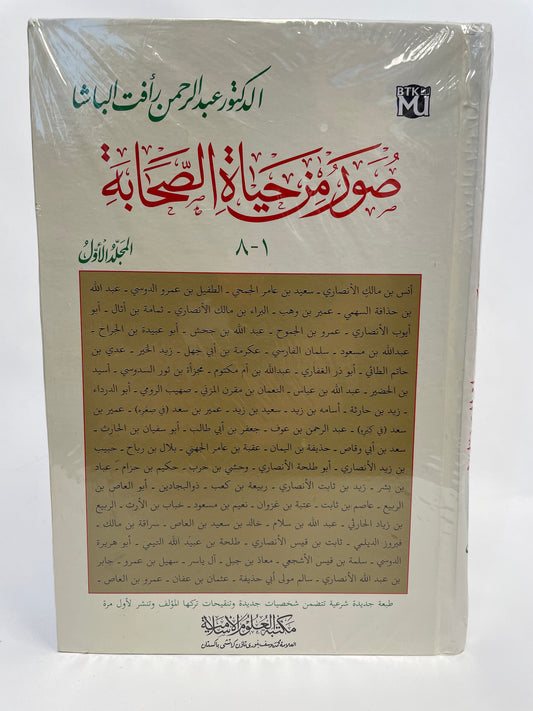 BTK
MU
الدكتور عبد الرحمن رأفت الباشا
صُوَرٌ مِنْ حَيَاةِ الصَّحَابَةِ
١-٨
المجلد الأول
أنس بن مالك الأنصاري ـ سعيد بن عامر الجمحي ـ الطفيل بن عمرو الدوسي ـ عبد الله
بن حذافة السهمي ـ عمير بن وهب ـ البراء بن مالك الأنصاري ـ ثمامة بن أثال ـ أبو
أيوب الأنصاري ـ عمرو بن الجموح ـ عبد الله بن جحش ـ أبو عبيدة بن الجراح ـ
عبدالله بن مسعود ـ سلمان الفارسي ـ عكرمة بن أبي جهل ـ زيد الخير ـ عدي بن
حاتم الطائي ـ أبو ذر الغفاري ـ عبدالله بن أم مكتوم ـ مجزأة بن ثور السدوسي ـ أسيد
بن الحضير ـ عبد الله بن عباس ـ النعمان بن مقرن المزني ـ صهيب الرومي ـ أبو الدرداء
ـ زيد بن حارثة ـ أسامه بن زيد ـ سعيد بن زيد ـ عمير بن سعد (في صغره) ـ عمير بن
سعد (في كبره) ـ عبد الرحمن بن عوف ـ جعفر بن أبي طالب ـ أبو سفيان بن الحارث ـ
سعد بن أبي وقاص ـ حذيفة بن اليمان ـ عقبة بن عامر الجهني ـ بلال بن رباح ـ حبيب
بن زيد الأنصاري ـ أبو طلحة الأنصاري ـ وحشي بن حرب ـ حكيم بن حزام ـ عباد
بن بشر ـ زيد بن ثابت الأنصاري ـ ربيعة بن كعب ـ ذوالبجادين ـ أبو العاص بن
الربيع ـ عاصم بن ثابت ـ عتبة بن غزوان ـ نعيم بن مسعود ـ خباب بن الأرت ـ الربيع
بن زياد الحارثي ـ عبد الله بن سلام ـ خالد بن سعيد بن العاص ـ سراقة بن مالك ـ
فيروز الديلمي ـ ثابت بن قيس الأنصاري ـ طلحة بن عبيد الله التيمي ـ أبو هريرة
الدوسي ـ سلمة بن قيس الأشجعي ـ معاذ بن جبل ـ آل ياسر ـ سهيل بن عمرو ـ جابر
بن عبد الله الأنصاري ـ سالم مولى أبي حذيفة ـ عثمان بن عفان ـ عمرو بن العاص ـ
طبعة جديدة شرعية تتضمن شخصيات جديدة وتنقيحات تركها المؤلف وتنشر لأول مرة
مكتبة العلوم الإسلامية
العلامة محمد يوسف بنوری ٹاؤن کراتشی پاکستان